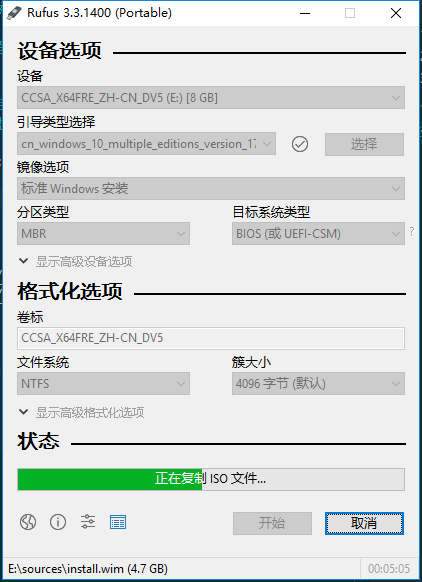 Rufus 3.3.1400 (Portable)
设备选项
设备
CCSA_X64FRE_ZH-CN_DV5 (E:) [8 GB]
引导类型选择
cn_windows_10_multiple_editions_version_17
选择
镜像选项
标准 Windows 安装
分区类型
目标系统类型
MBR
BIOS (或 UEFI-CSM)
?
显示高级设备选项
格式化选项
卷标
CCSA_X64FRE_ZH-CN_DV5
文件系统
簇大小
NTFS
4096 字节 (默认)
显示高级格式化选项
状态
正在复制 ISO 文件...
开始
取消
E:\sources\install.wim (4.7 GB)
00:05:05